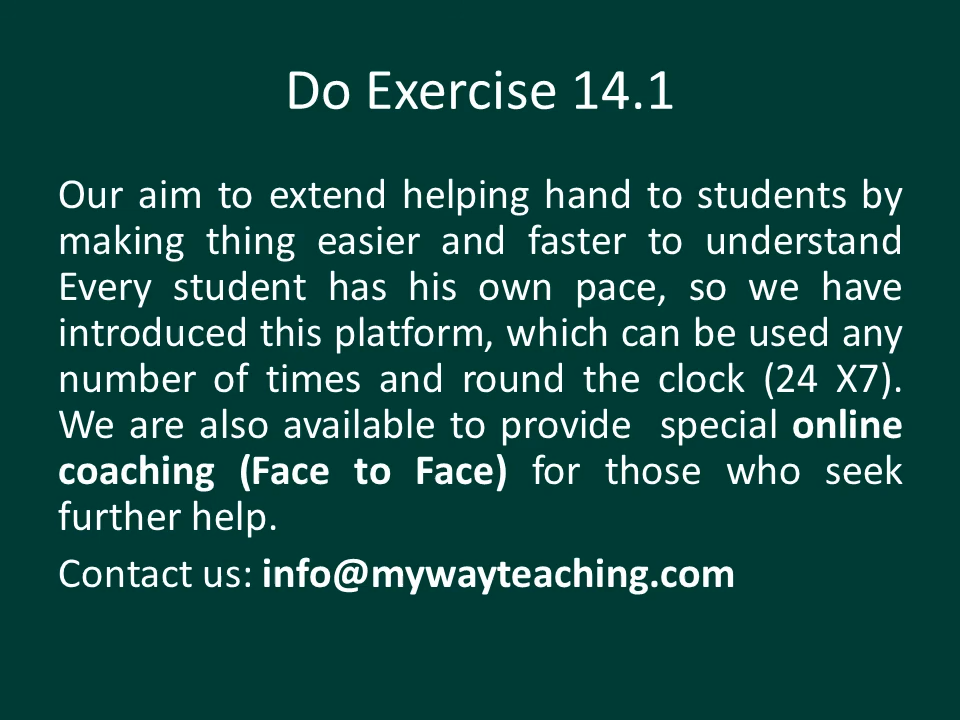 Do Exercise 14.1
Our aim to extend helping hand to students by
making thing easier and faster to understand
Every student has his own pace, so we have
introduced this platform, which can be used any
number of times and round the clock (24 X7).
We are also available to provide  special online
coaching (Face to Face) for those who seek
further help.
Contact us: info@mywayteaching.com